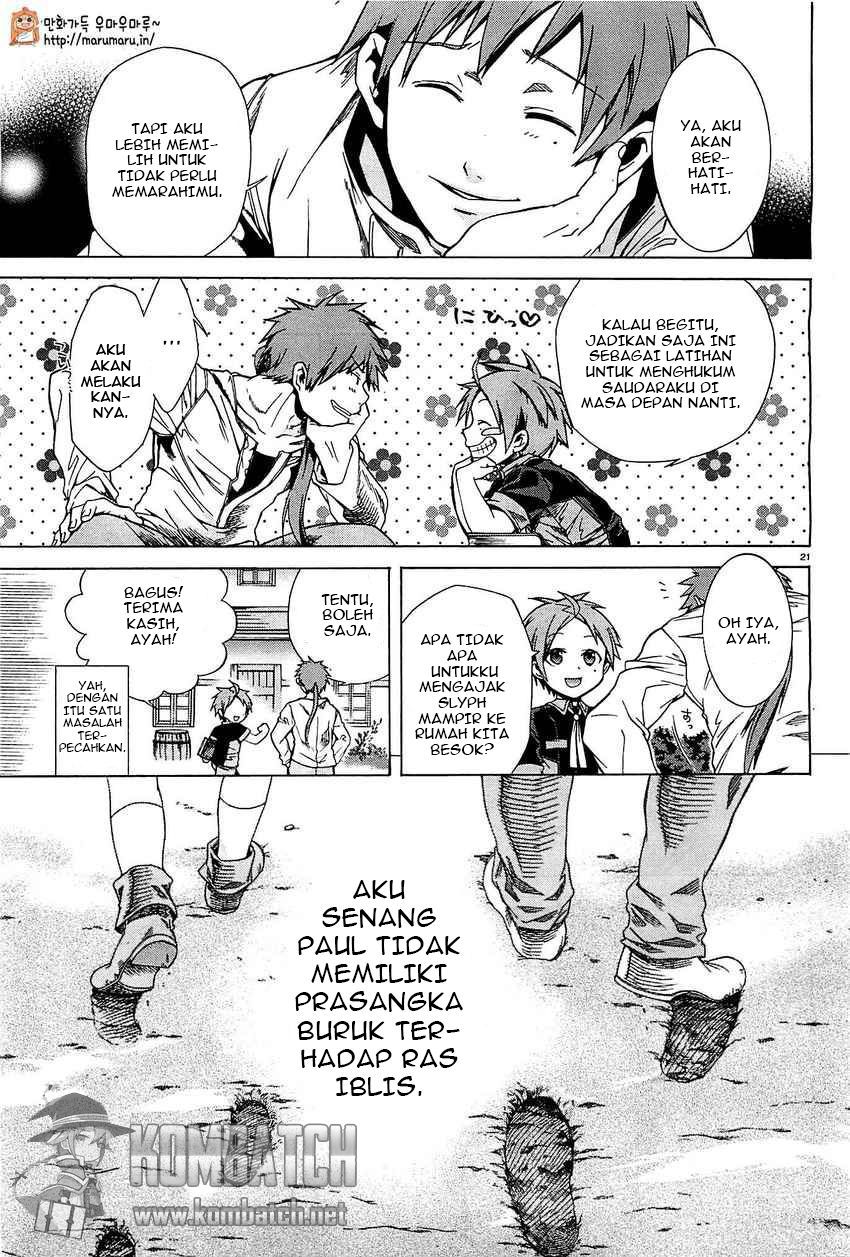 만화가득 우마우마루~
http://marumaru.in/
YA, AKU
AKAN
BER-
HATI-
HATI.
TAPI AKU
LEBIH MEMI-
LIH UNTUK
TIDAK PERLU
MEMARAHIMU.
KALAU BEGITU,
JADIKAN SAJA INI
SEBAGAI LATIHAN
UNTUK MENGHUKUM
SAUDARAKU DI
MASA DEPAN NANTI.
にひっ♡
...
AKU
AKAN
MELAKU
KAN-
NYA.
21
OH IYA,
AYAH.
APA TIDAK
APA
UNTUKKU
MENGAJAK
SLYPH
MAMPIR KE
RUMAH KITA
BESOK?
TENTU,
BOLEH
SAJA.
BAGUS!
TERIMA
KASIH,
AYAH!
YAH,
DENGAN
ITU SATU
MASALAH
TER-
PECAHKAN.
AKU
SENANG
PAUL TIDAK
MEMILIKI
PRASANGKA
BURUK TER-
HADAP RAS
IBLIS.
KOMBATCH
www.kombatch.net